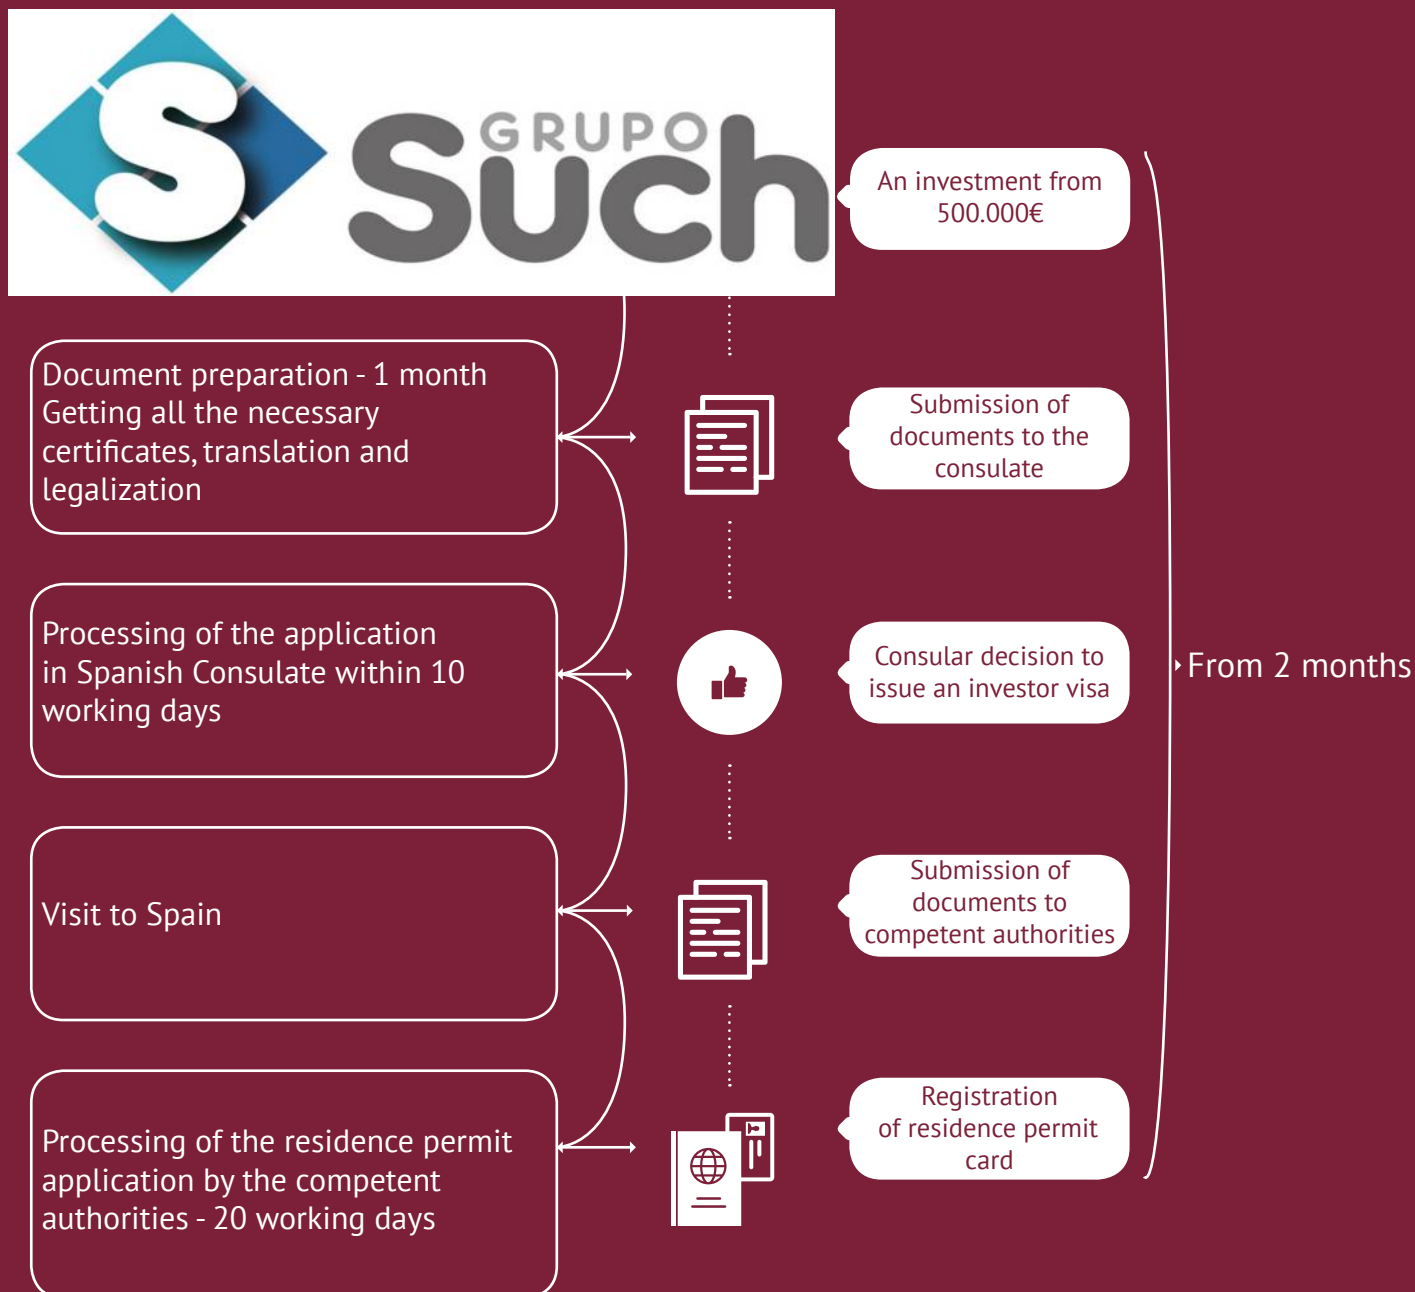 GRUPO
Such
An investment from
500.000€
Document preparation - 1 month
Getting all the necessary
certificates, translation and
legalization
Submission of
documents to the
consulate
Processing of the application
in Spanish Consulate within 10
working days
Consular decision to
issue an investor visa
From 2 months
Visit to Spain
Submission of
documents to
competent authorities
Processing of the residence permit
application by the competent
authorities - 20 working days
Registration
of residence permit
card